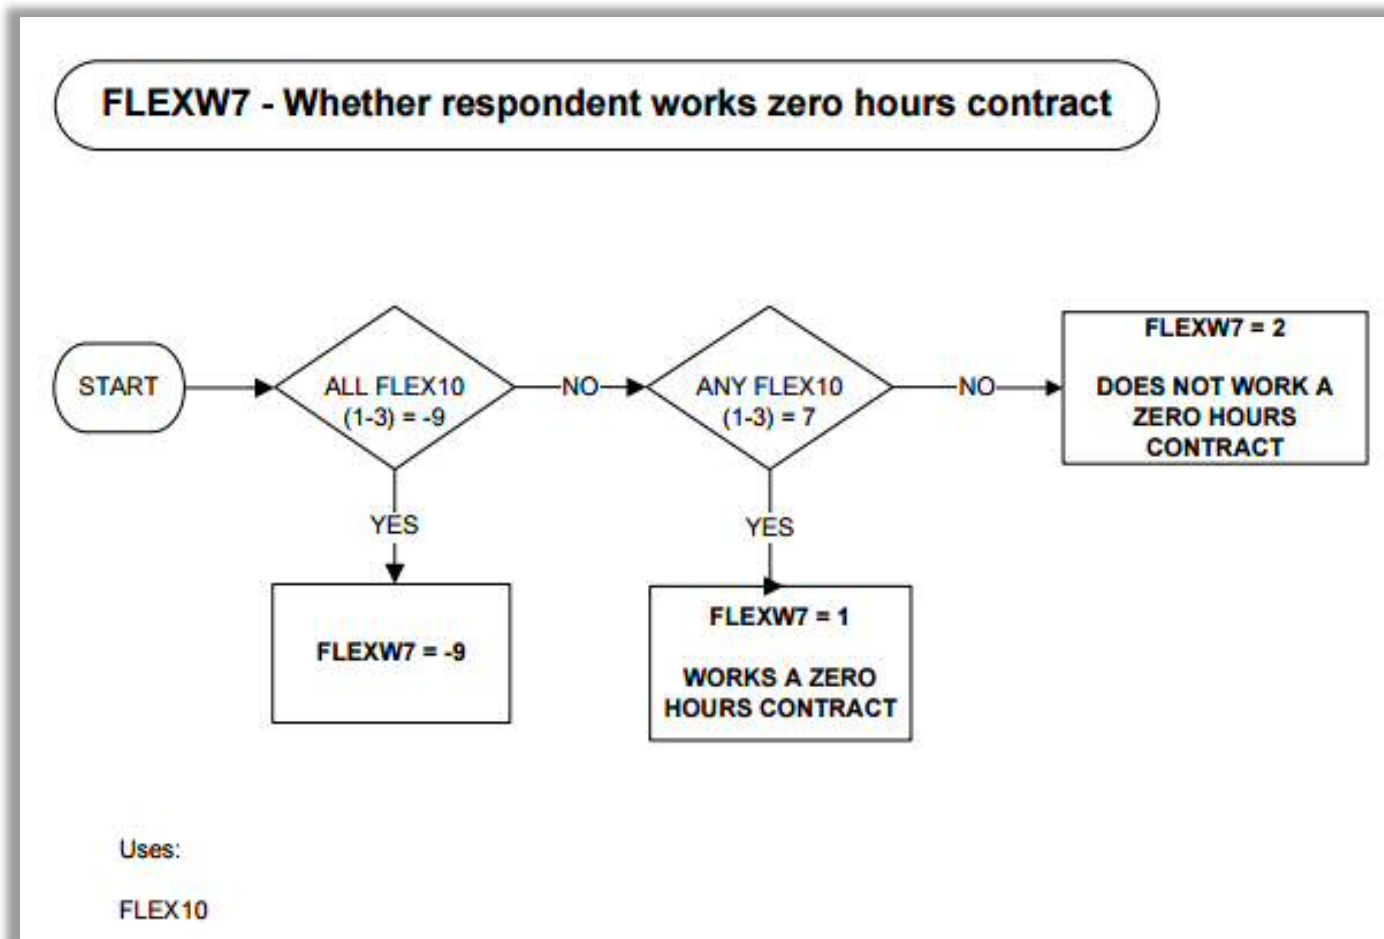 FLEXW7 - Whether respondent works zero hours contract
START
ALL FLEX10
(1-3) = -9
NO
ANY FLEX10
(1-3) = 7
NO
FLEXW7 = 2
DOES NOT WORK A
ZERO HOURS
CONTRACT
YES
YES
FLEXW7 = -9
FLEXW7 = 1
WORKS A ZERO
HOURS CONTRACT
Uses:
FLEX10